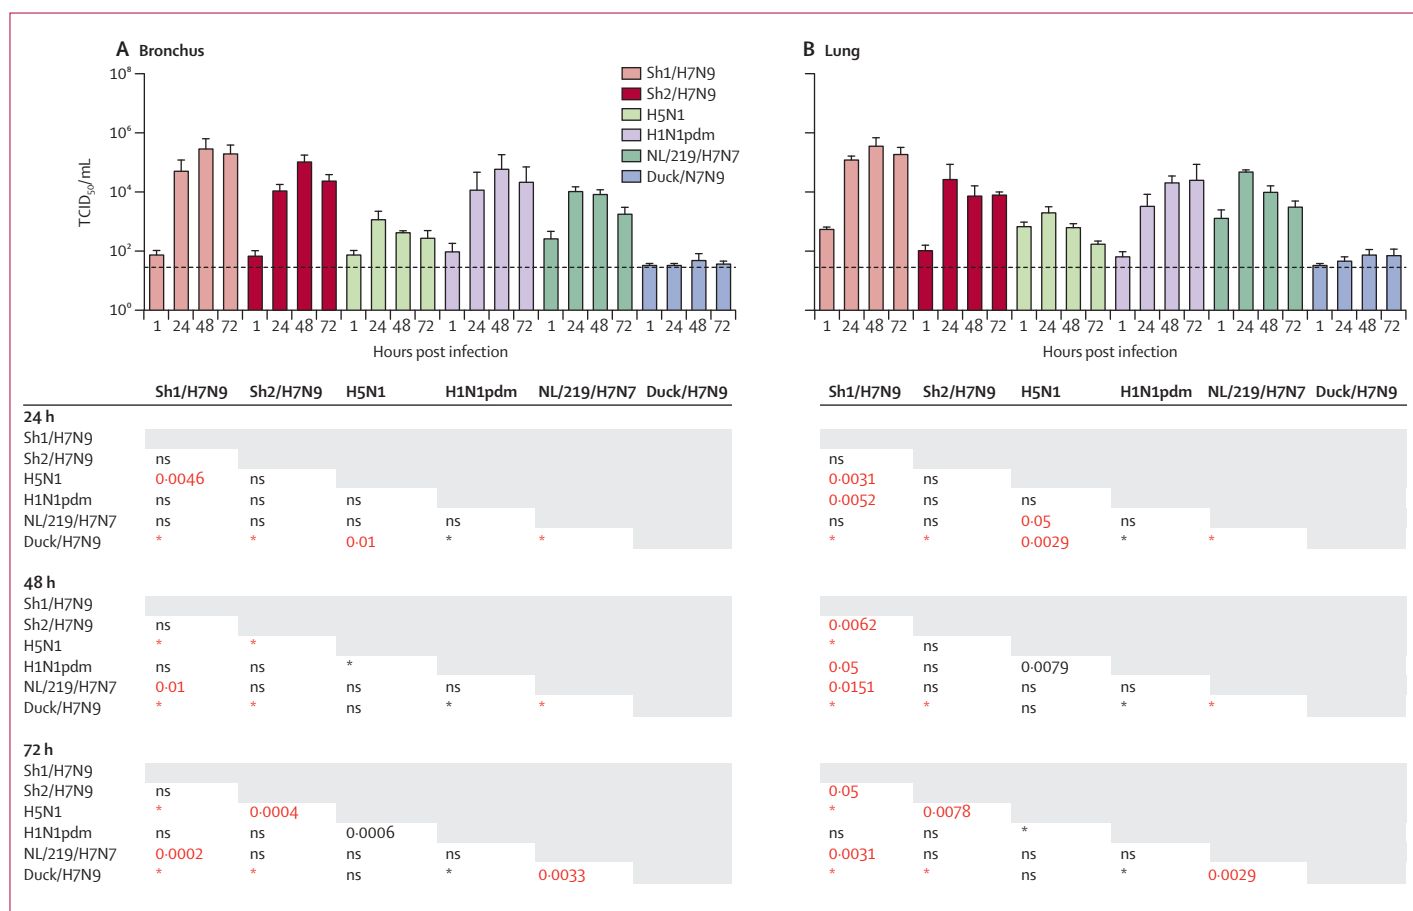 A Bronchus
10⁸
10⁶
10⁴
10²
10⁰
TCID₅₀/mL
1 24 48 72 1 24 48 72 1 24 48 72 1 24 48 72 1 24 48 72 1 24 48 72
Hours post infection
Sh1/H7N9
Sh2/H7N9
H5N1
H1N1pdm
NL/219/H7N7
Duck/N7N9
B Lung
1 24 48 72 1 24 48 72 1 24 48 72 1 24 48 72 1 24 48 72 1 24 48 72
Hours post infection
Sh1/H7N9 Sh2/H7N9 H5N1 H1N1pdm NL/219/H7N7 Duck/H7N9 Sh1/H7N9 Sh2/H7N9 H5N1 H1N1pdm NL/219/H7N7 Duck/H7N9
24 h
Sh1/H7N9
Sh2/H7N9 ns ns
H5N1 0·0046 ns 0·0031 ns
H1N1pdm ns ns ns 0·0052 ns ns
NL/219/H7N7 ns ns ns ns ns ns 0·05 ns
Duck/H7N9 * * 0·01 * * * * 0·0029 * *
48 h
Sh1/H7N9
Sh2/H7N9 ns 0·0062
H5N1 * * * ns
H1N1pdm ns ns * 0·05 ns 0·0079
NL/219/H7N7 0·01 ns ns ns 0·0151 ns ns ns
Duck/H7N9 * * ns * * * * ns * *
72 h
Sh1/H7N9
Sh2/H7N9 ns 0·05
H5N1 * 0·0004 * 0·0078
H1N1pdm ns ns 0·0006 ns ns *
NL/219/H7N7 0·0002 ns ns ns 0·0031 ns ns ns
Duck/H7N9 * * ns * 0·0033 * * ns * 0·0029